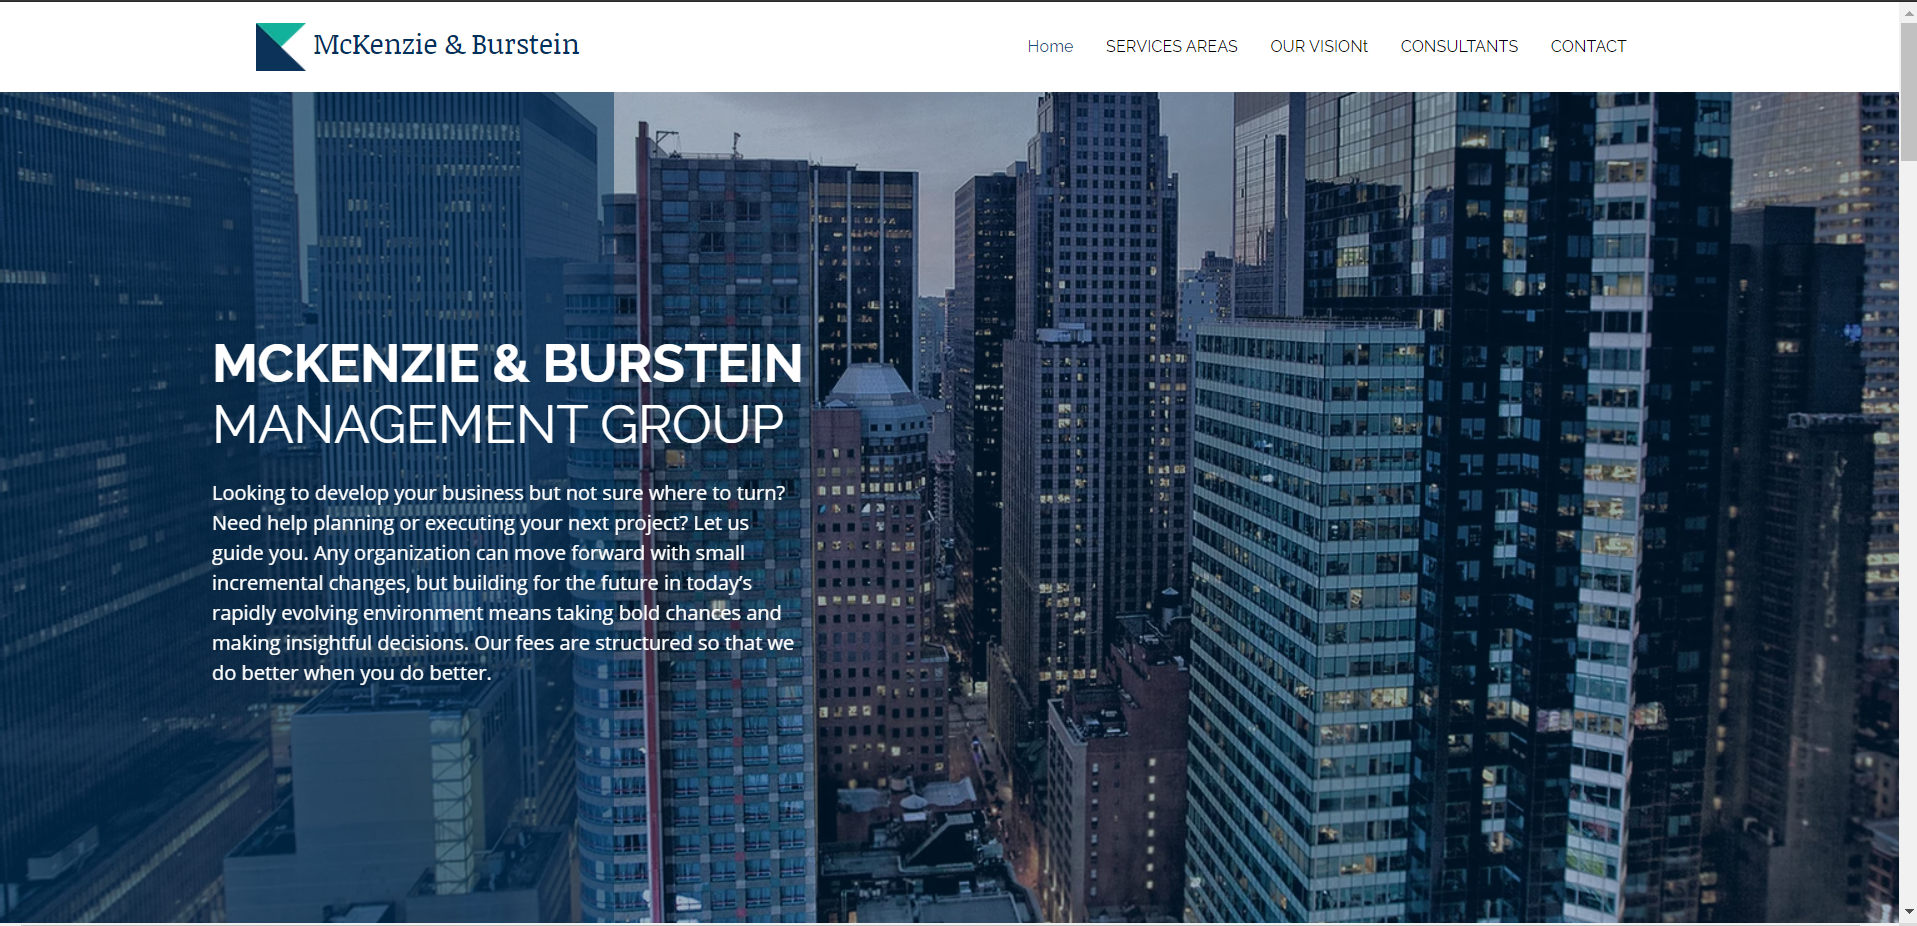 McKenzie & Burstein
Home SERVICES AREAS OUR VISIONt CONSULTANTS CONTACT
MCKENZIE & BURSTEIN
MANAGEMENT GROUP
Looking to develop your business but not sure where to turn?
Need help planning or executing your next project? Let us
guide you. Any organization can move forward with small
incremental changes, but building for the future in today’s
rapidly evolving environment means taking bold chances and
making insightful decisions. Our fees are structured so that we
do better when you do better.